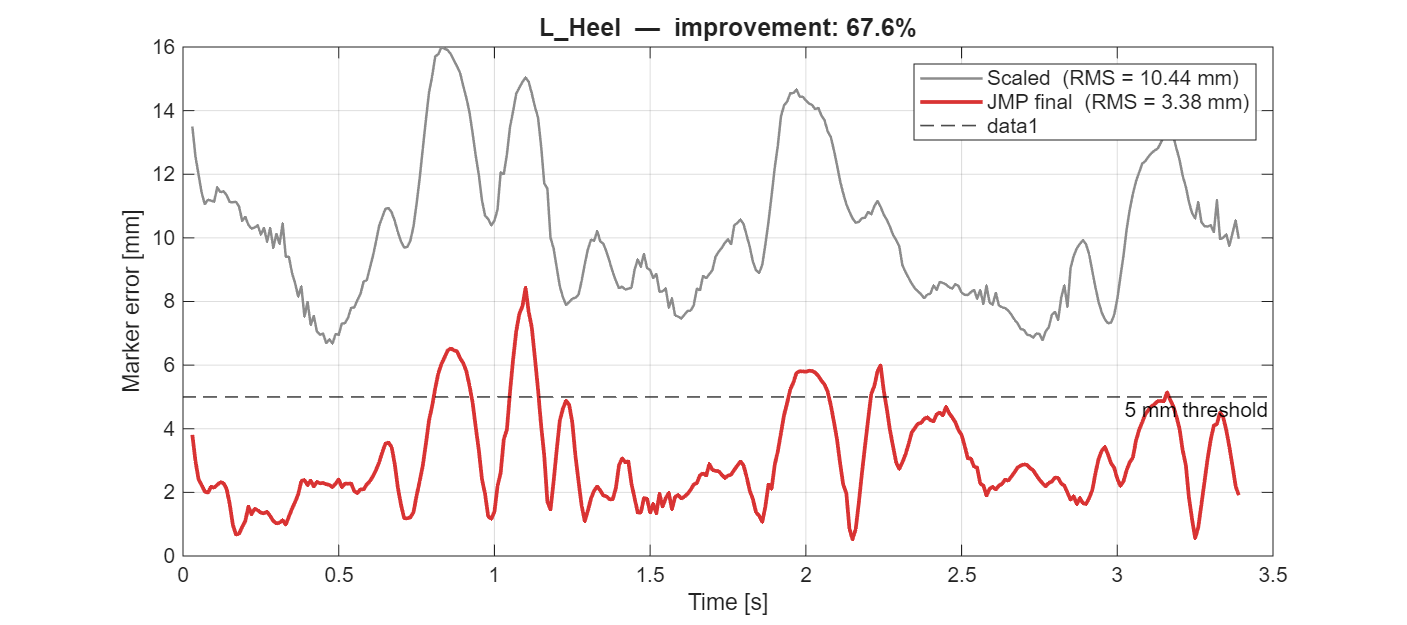 L_Heel — improvement: 67.6%
Scaled (RMS = 10.44 mm)
JMP final (RMS = 3.38 mm)
data1
Marker error [mm]
16
14
12
10
8
6
4
2
0
5 mm threshold
0 0.5 1 1.5 2 2.5 3 3.5
Time [s]